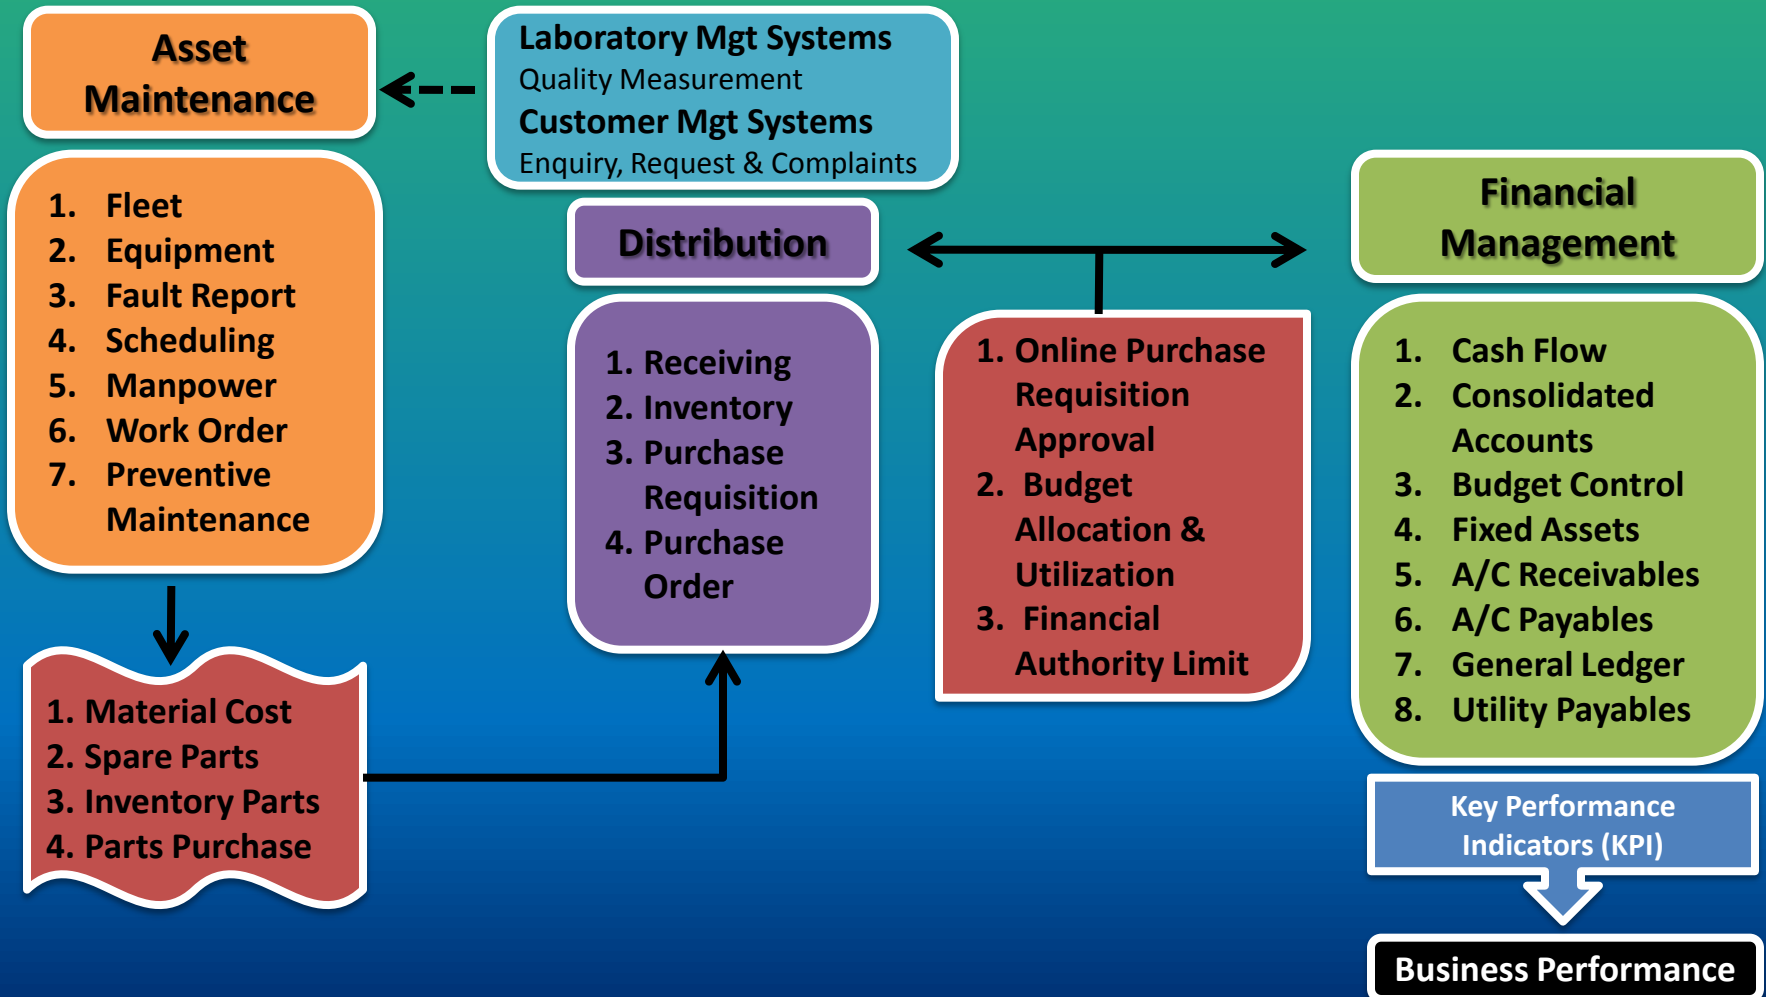 Asset
Maintenance
1. Fleet
2. Equipment
3. Fault Report
4. Scheduling
5. Manpower
6. Work Order
7. Preventive
Maintenance
1. Material Cost
2. Spare Parts
3. Inventory Parts
4. Parts Purchase
Laboratory Mgt Systems
Quality Measurement
Customer Mgt Systems
Enquiry, Request & Complaints
Distribution
1. Receiving
2. Inventory
3. Purchase
Requisition
4. Purchase
Order
1. Online Purchase
Requisition
Approval
2. Budget
Allocation &
Utilization
3. Financial
Authority Limit
Financial
Management
1. Cash Flow
2. Consolidated
Accounts
3. Budget Control
4. Fixed Assets
5. A/C Receivables
6. A/C Payables
7. General Ledger
8. Utility Payables
Key Performance
Indicators (KPI)
Business Performance